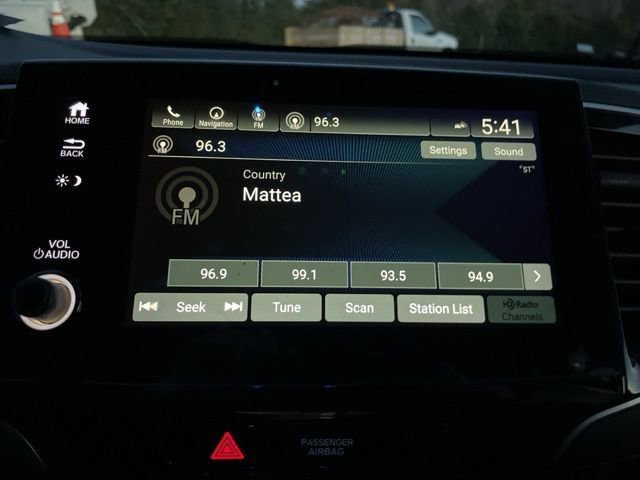 HOME
BACK
VOL
AUDIO
Phone
Navigation
FM
96.3
5:41
96.3
Settings
Sound
"ST"
Country
FM
Mattea
96.9
99.1
93.5
94.9
Seek
Tune
Scan
Station List
HD Radio
Channels
PASSENGER
AIRBAG